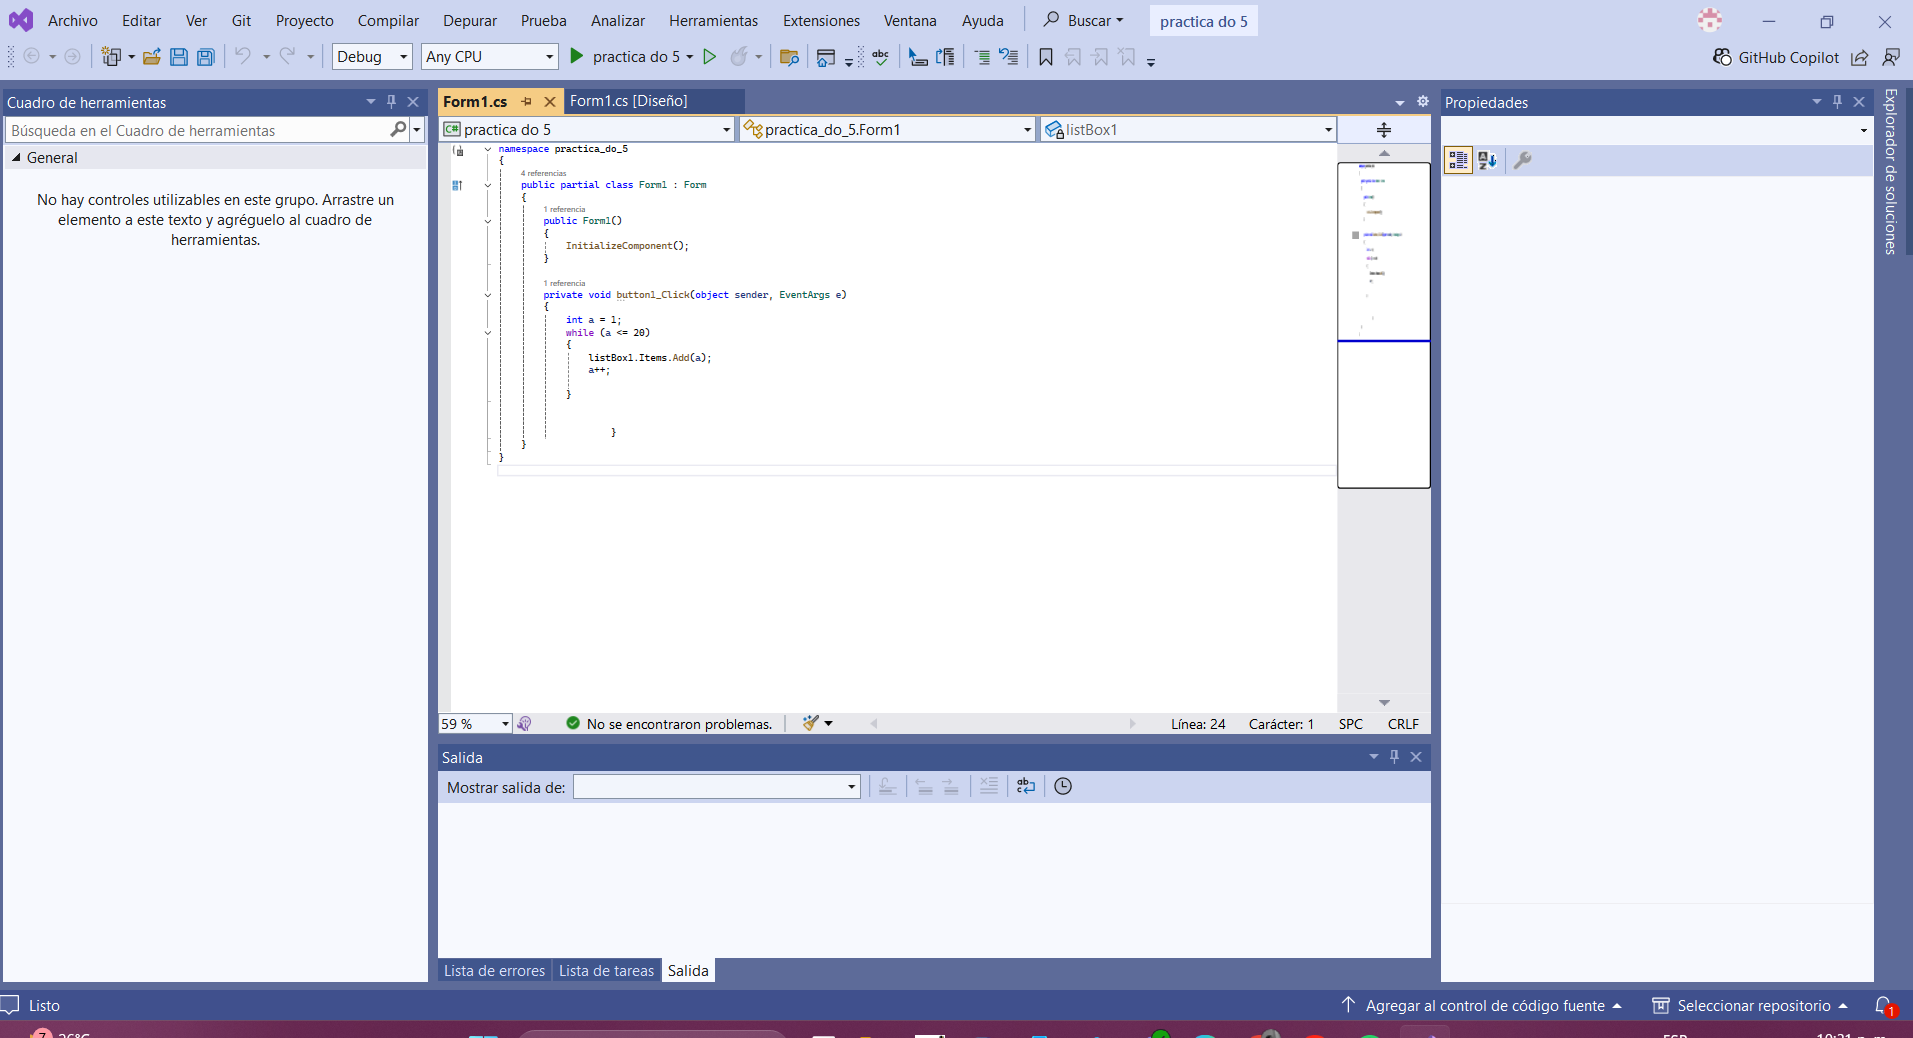 Archivo Editar Ver Git Proyecto Compilar Depurar Prueba Analizar Herramientas Extensiones Ventana Ayuda Buscar practica do 5
Debug Any CPU practica do 5 abc GitHub Copilot
Cuadro de herramientas
Búsqueda en el Cuadro de herramientas
General
No hay controles utilizables en este grupo. Arrastre un
elemento a este texto y agréguelo al cuadro de
herramientas.
Form1.cs Form1.cs [Diseño]
C# practica do 5 practica_do_5.Form1 listBox1
namespace practica_do_5
{
4 referencias
public partial class Form1 : Form
{
1 referencia
public Form1()
{
InitializeComponent();
}
1 referencia
private void button1_Click(object sender, EventArgs e)
{
int a = 1;
while (a <= 20)
{
listBox1.Items.Add(a);
a++;
}
}
}
}
59 % No se encontraron problemas. Línea: 24 Carácter: 1 SPC CRLF
Salida
Mostrar salida de:
Lista de errores Lista de tareas Salida
Propiedades
Explorador de soluciones
Listo Agregar al control de código fuente Seleccionar repositorio 1